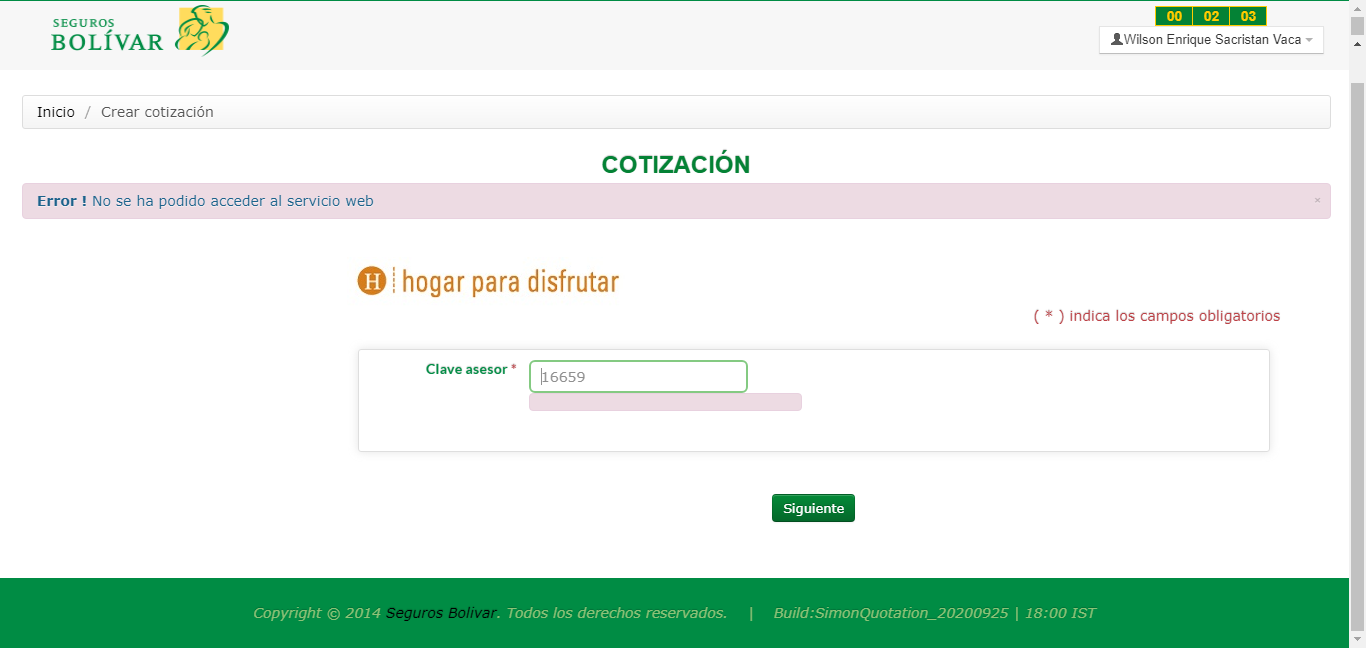 SEGUROS
BOLÍVAR
00 02 03
Wilson Enrique Sacristan Vaca
Inicio / Crear cotización
COTIZACIÓN
Error ! No se ha podido acceder al servicio web ×
H hogar para disfrutar
( * ) indica los campos obligatorios
Clave asesor * 16659
Siguiente
Copyright © 2014 Seguros Bolivar. Todos los derechos reservados. | Build:SimonQuotation_20200925 | 18:00 IST